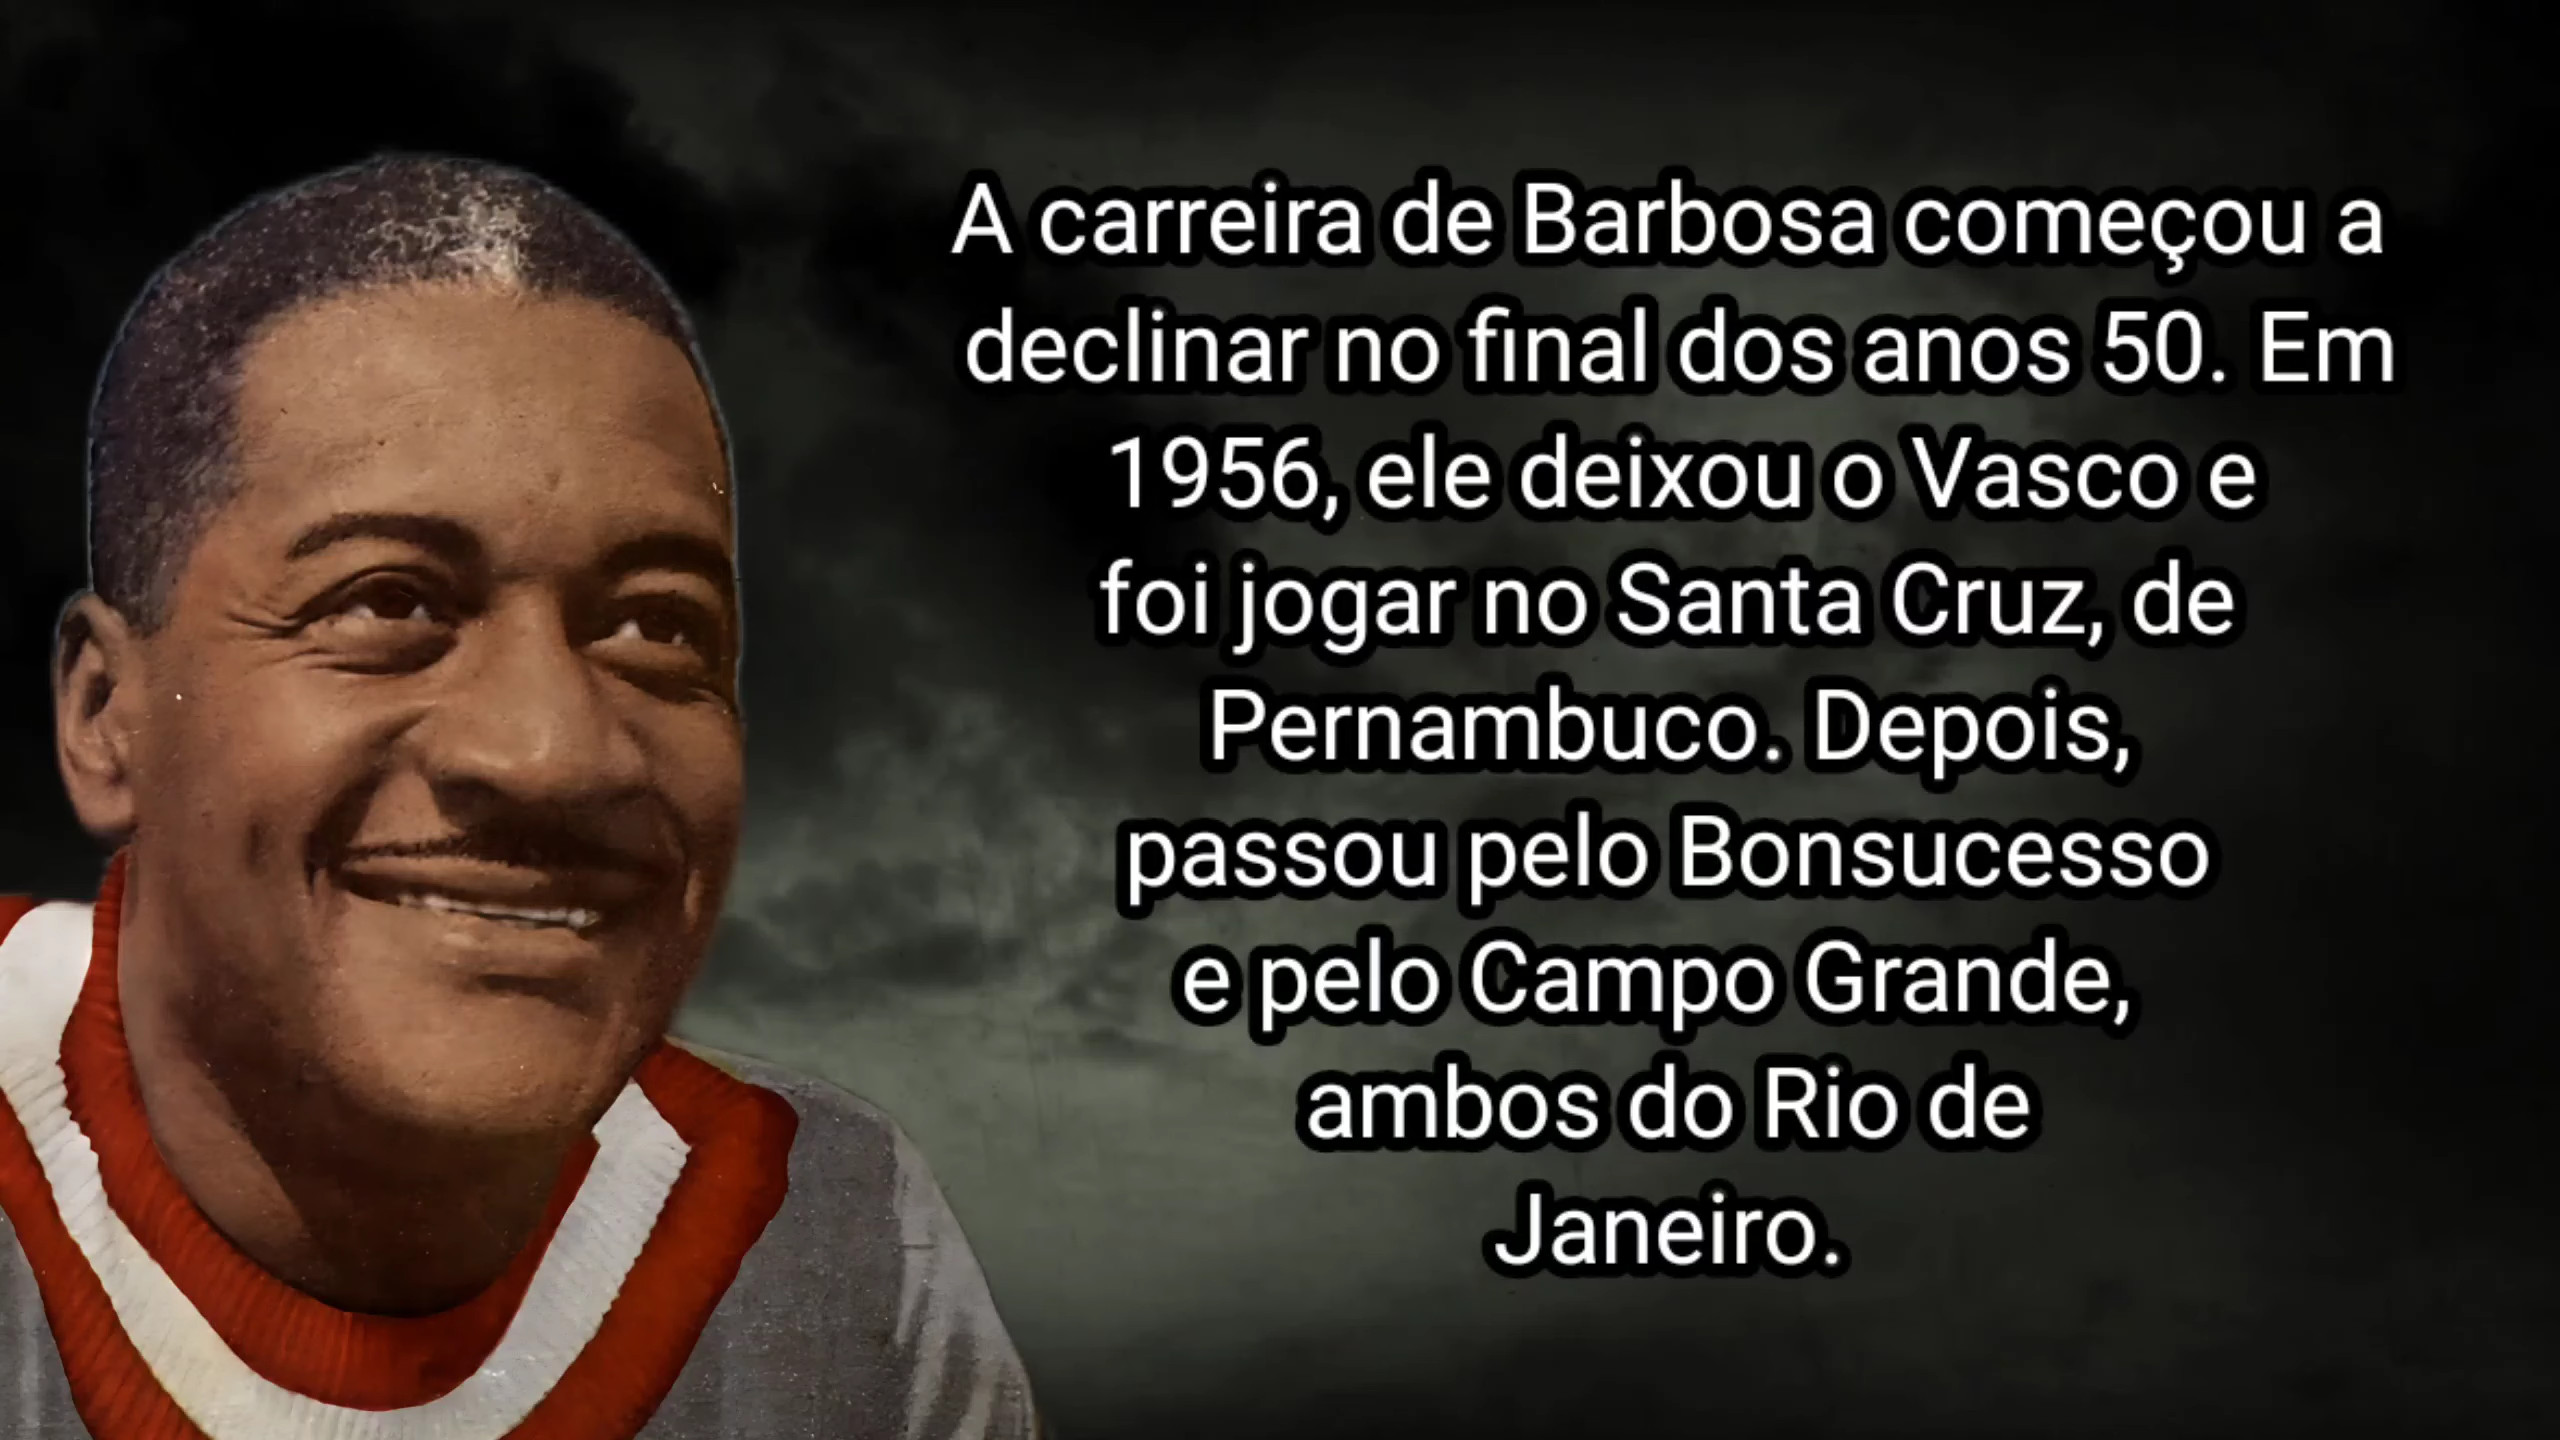 A carreira de Barbosa começou a
declinar no final dos anos 50. Em
1956, ele deixou o Vasco e
foi jogar no Santa Cruz, de
Pernambuco. Depois,
passou pelo Bonsucesso
e pelo Campo Grande,
ambos do Rio de
Janeiro.